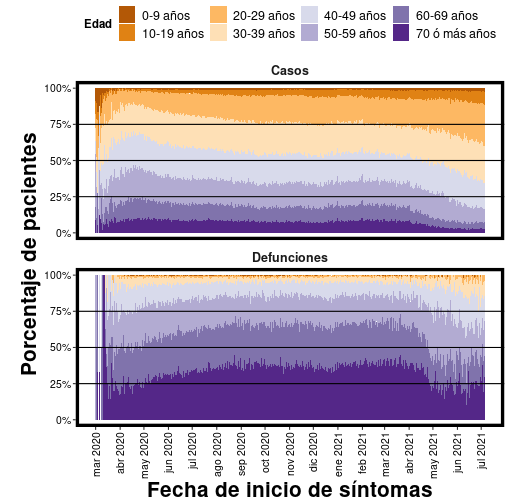 Edad
0-9 años
20-29 años
40-49 años
60-69 años
10-19 años
30-39 años
50-59 años
70 ó más años
Casos
100%
75%
50%
25%
0%
Defunciones
100%
75%
50%
25%
0%
Porcentaje de pacientes
mar 2020
abr 2020
may 2020
jun 2020
jul 2020
ago 2020
sep 2020
oct 2020
nov 2020
dic 2020
ene 2021
feb 2021
mar 2021
abr 2021
may 2021
jun 2021
jul 2021
Fecha de inicio de síntomas